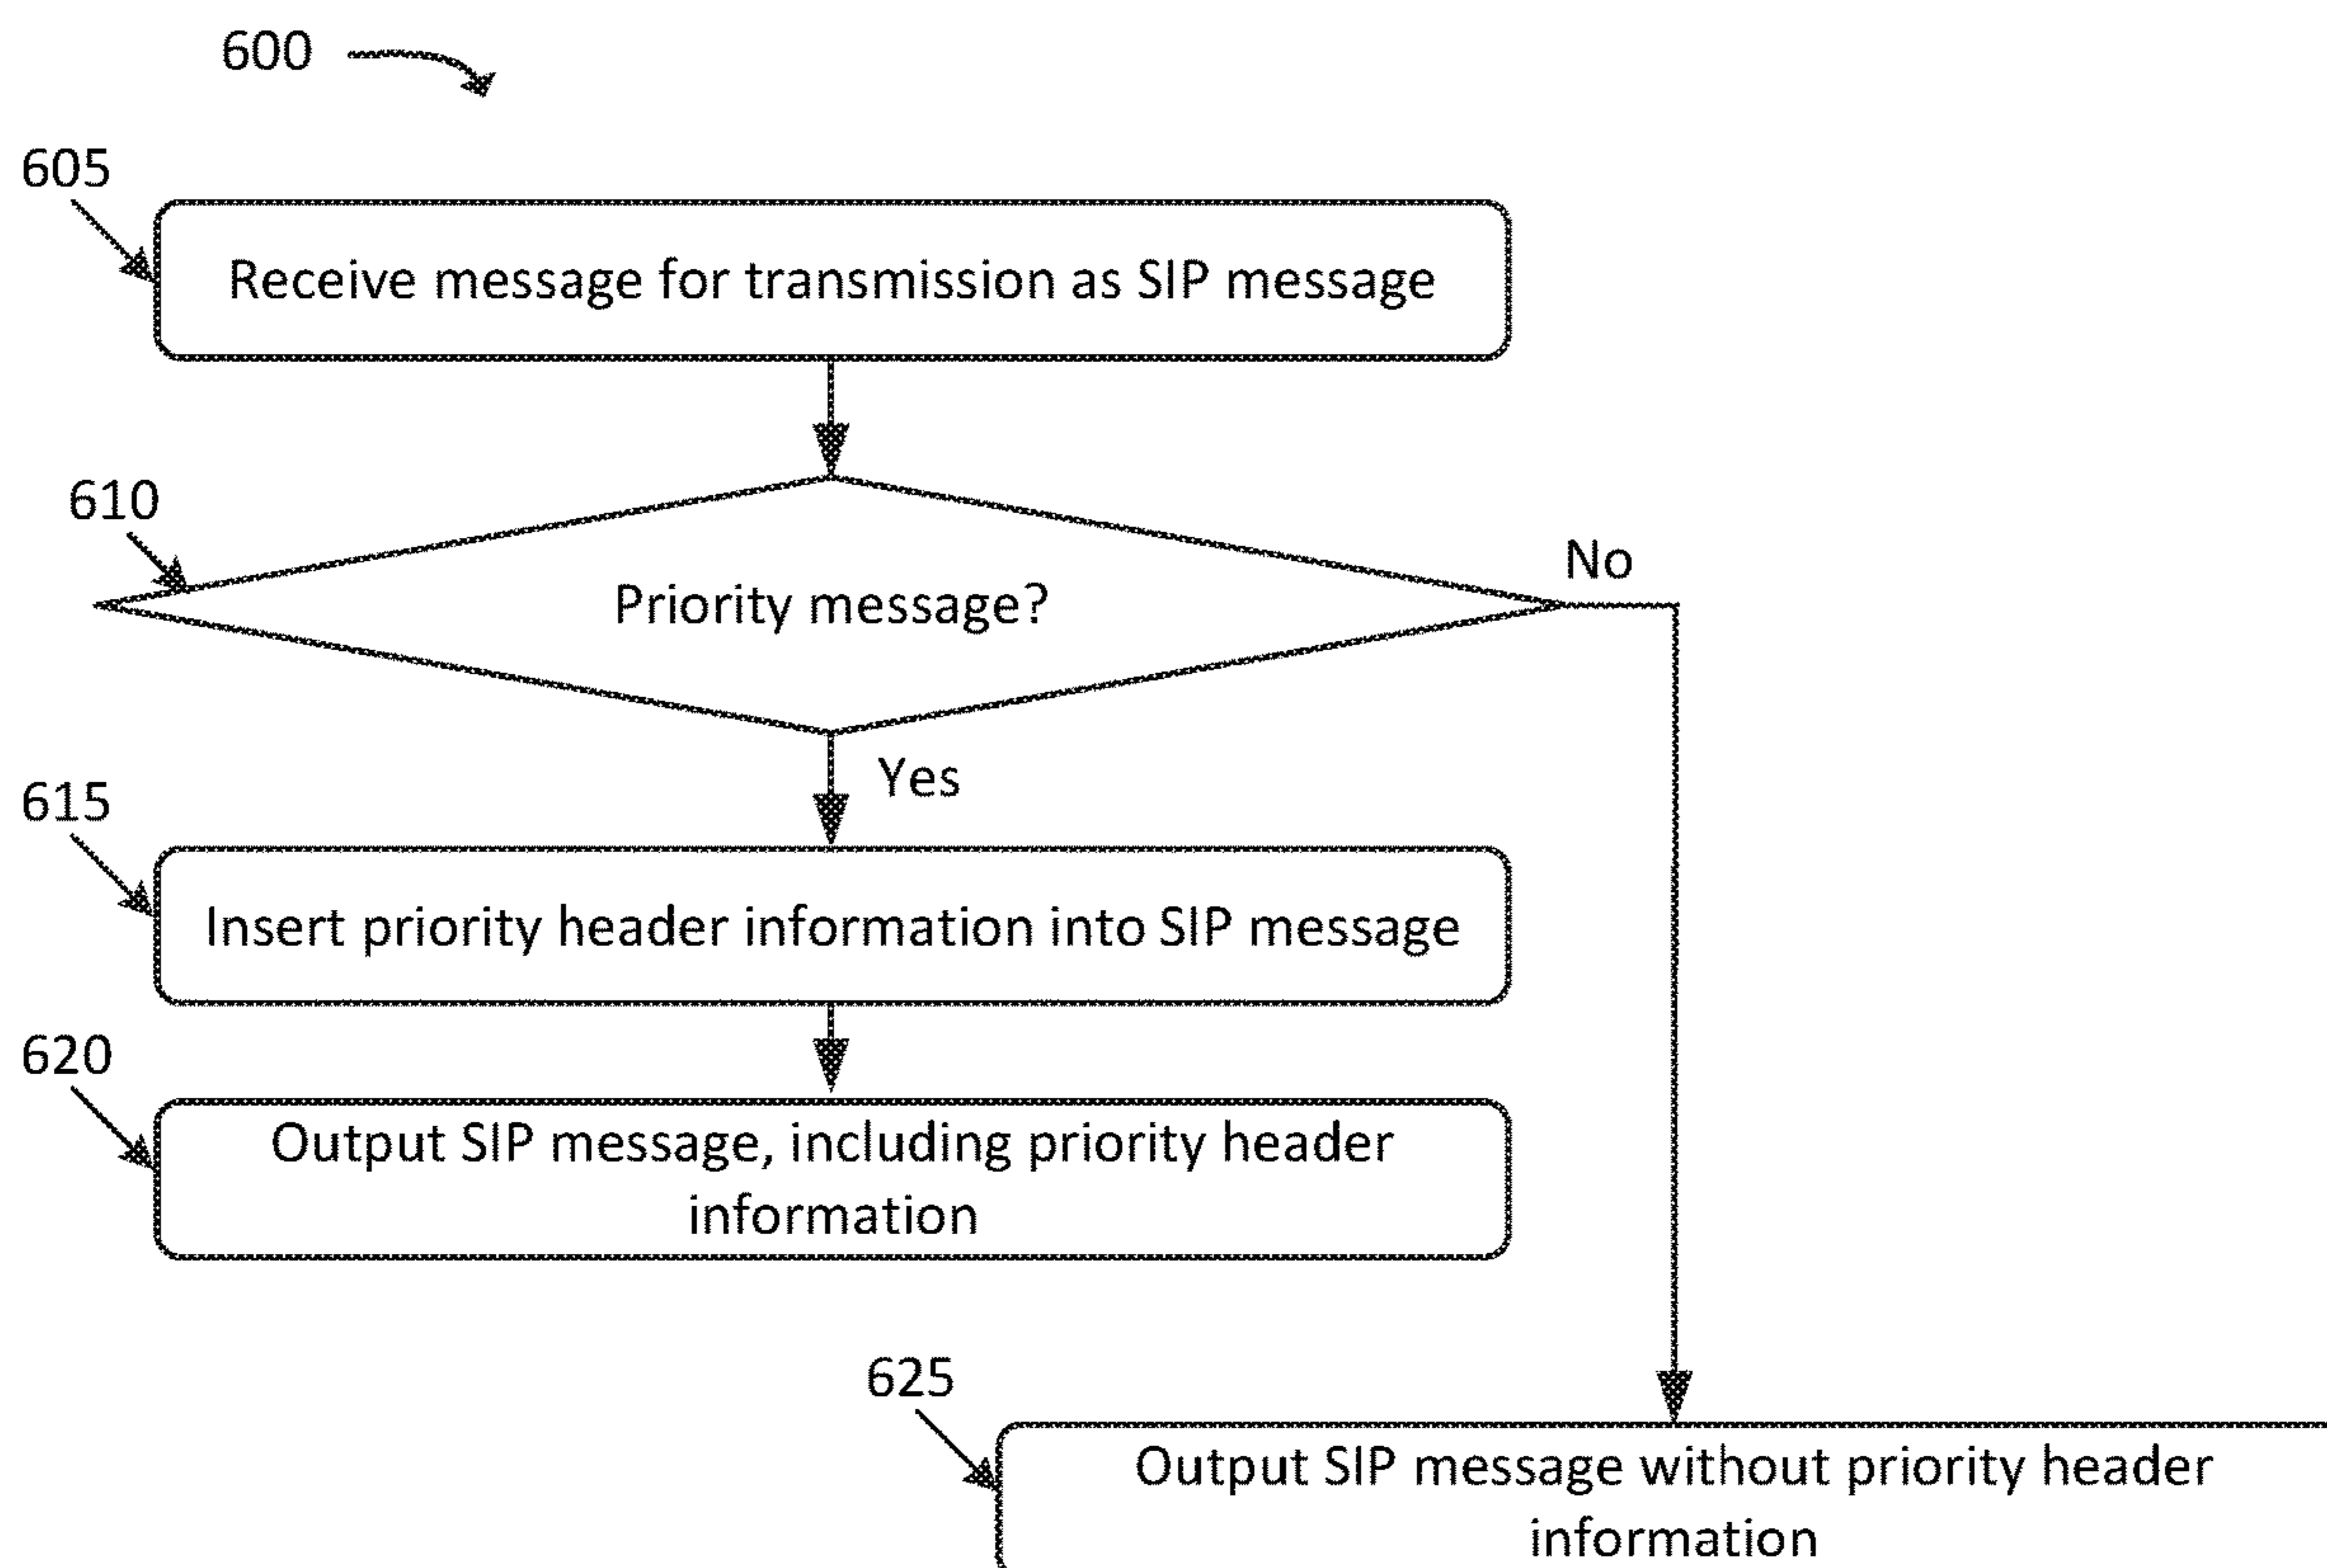 600
605
Receive message for transmission as SIP message
610
Priority message?
No
Yes
615
Insert priority header information into SIP message
620
Output SIP message, including priority header
information
625
Output SIP message without priority header
information